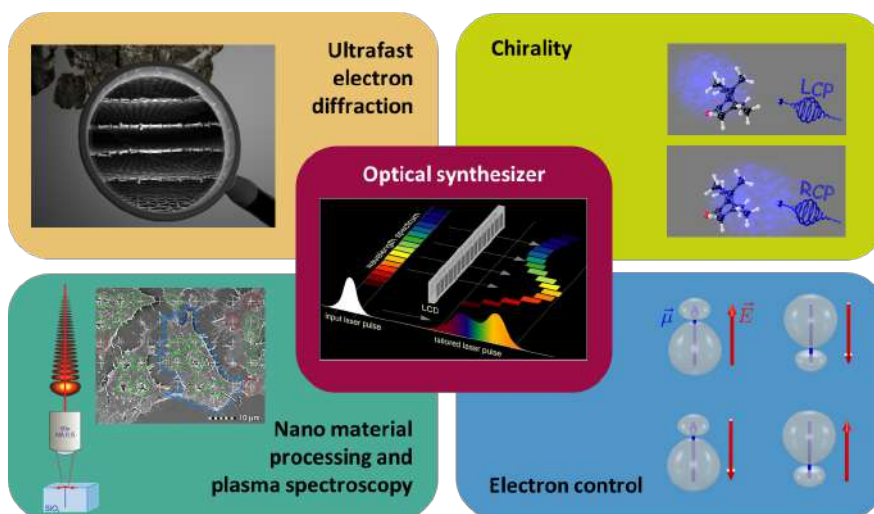 Ultrafast
electron
diffraction
Chirality
LCP
RCP
Optical synthesizer
wavelength spectrum
LCD
input laser pulse
tailored laser pulse
10 µm
SiO₂
Nano material
processing and
plasma spectroscopy
μ⃗
E⃗
Electron control